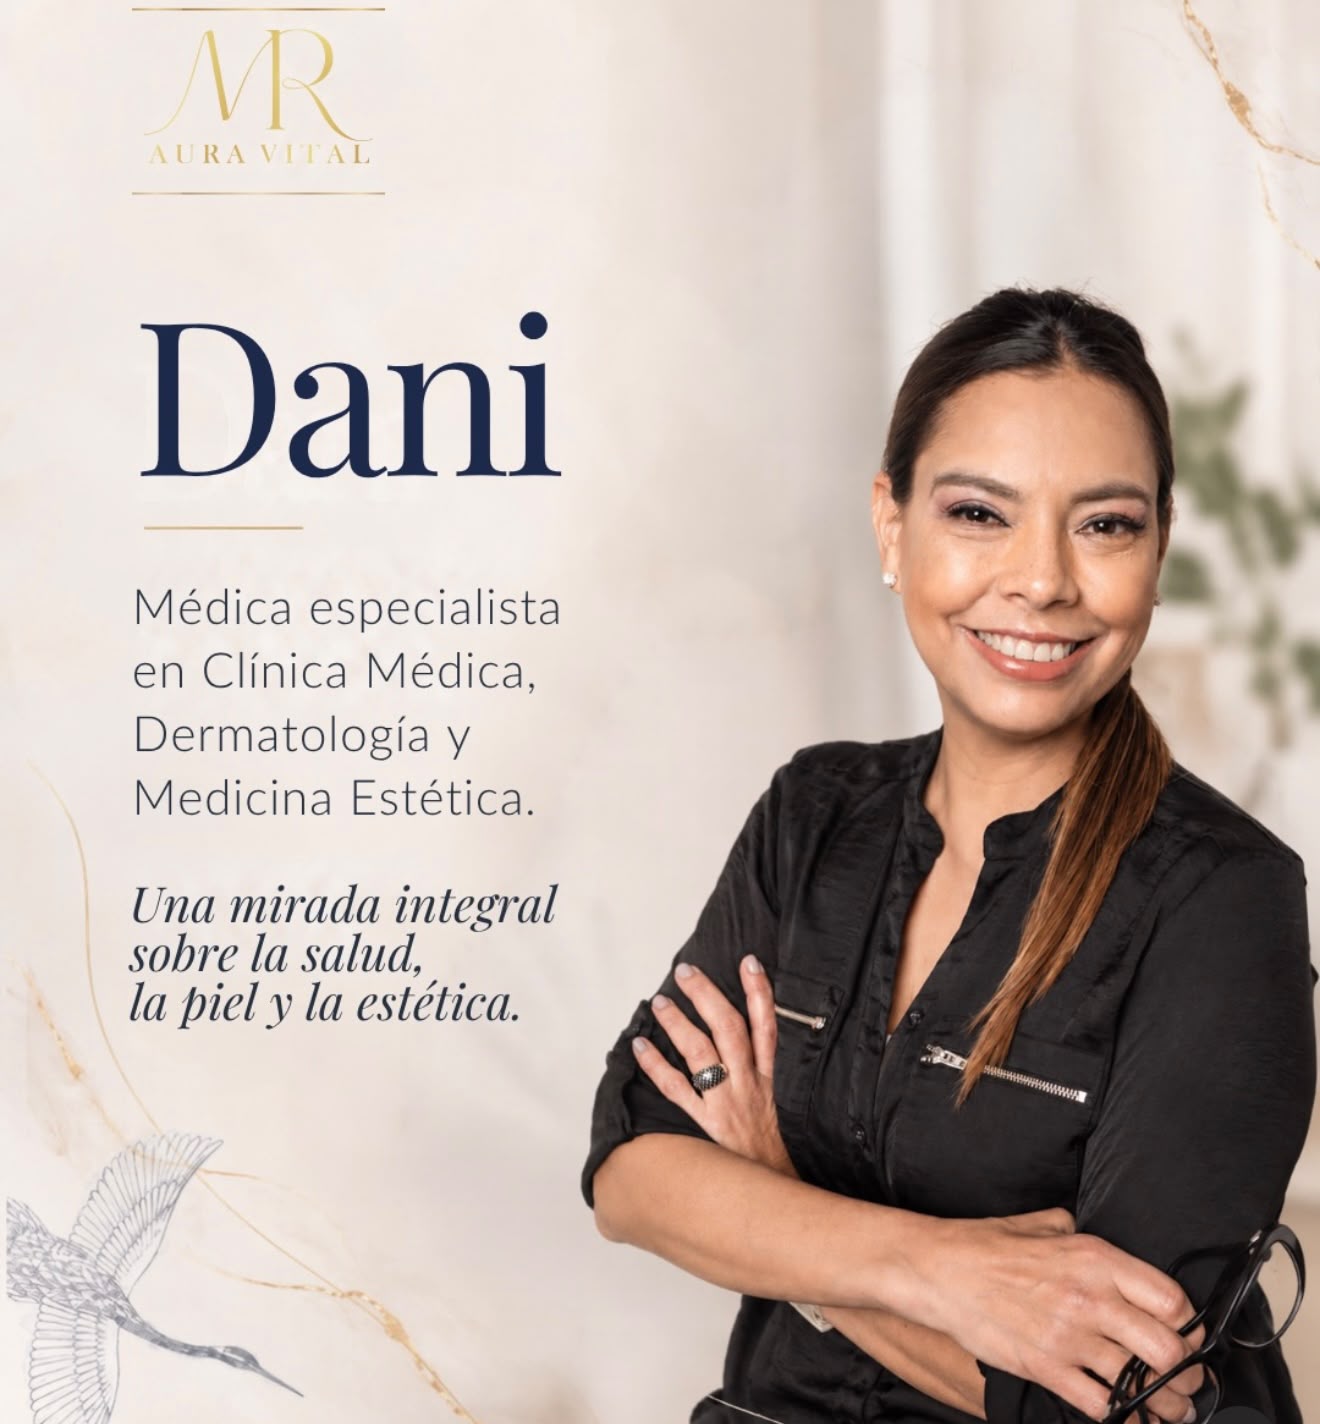 MR
AURA VITAL
Dani
Médica especialista
en Clínica Médica,
Dermatología y
Medicina Estética.
Una mirada integral
sobre la salud,
la piel y la estética.